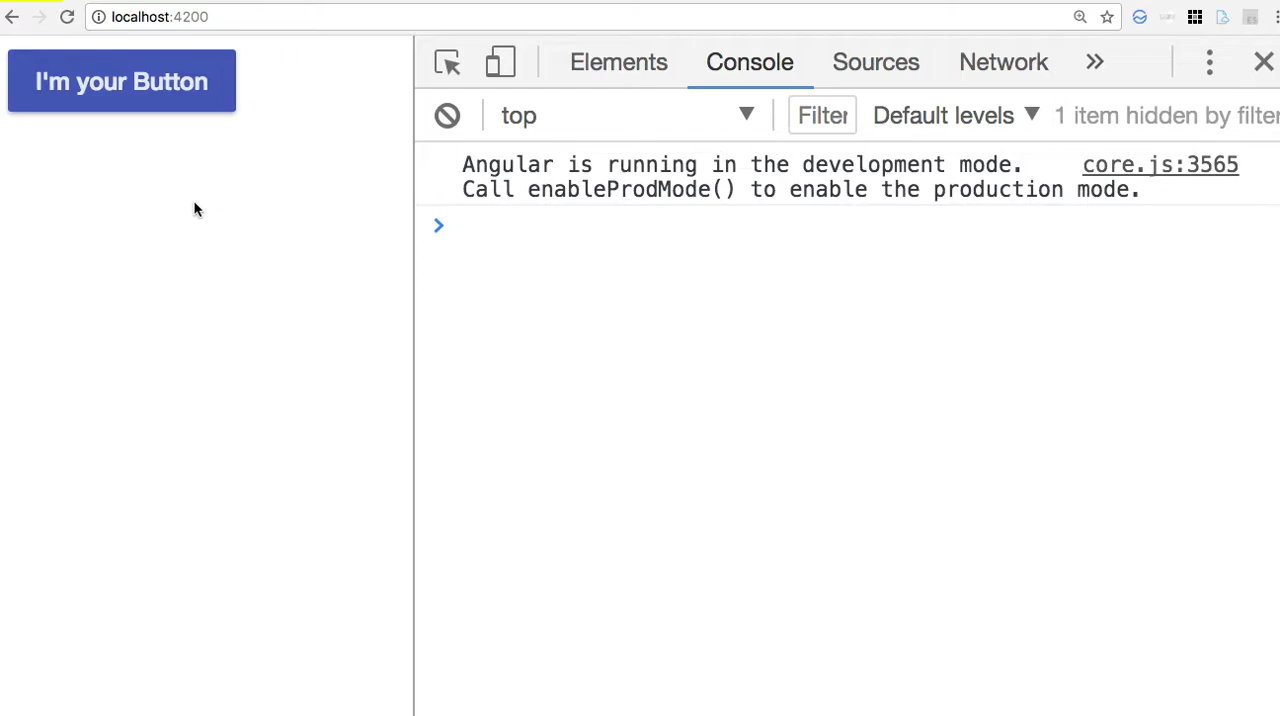 localhost:4200
I'm your Button
Elements Console Sources Network
top Filter Default levels 1 item hidden by filter
Angular is running in the development mode. core.js:3565
Call enableProdMode() to enable the production mode.